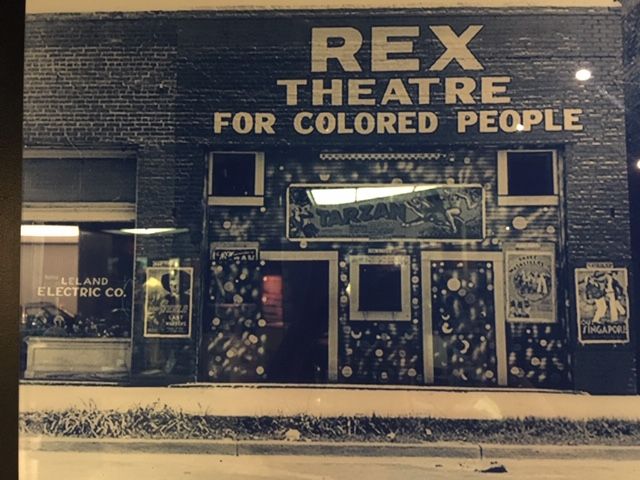 REX
THEATRE
FOR COLORED PEOPLE
TARZAN
LELAND
ELECTRIC CO.
SINGAPORE